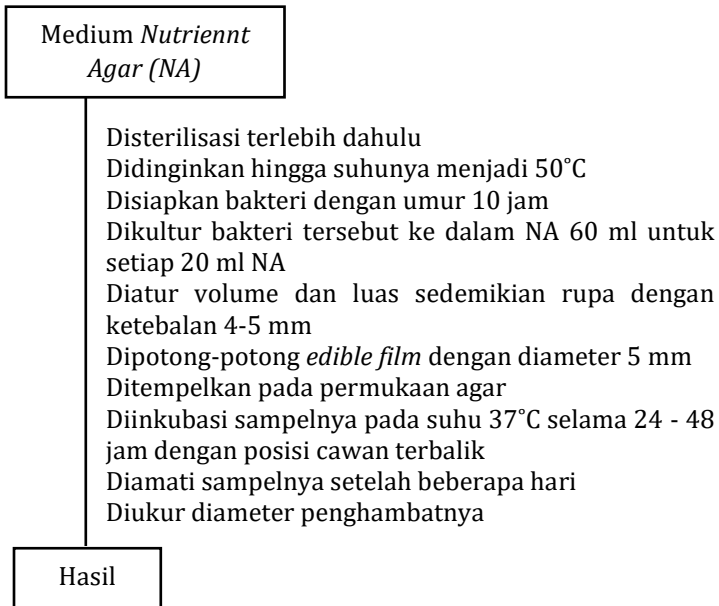 Medium Nutriennt
Agar (NA)
Disterilisasi terlebih dahulu
Didinginkan hingga suhunya menjadi 50˚C
Disiapkan bakteri dengan umur 10 jam
Dikultur bakteri tersebut ke dalam NA 60 ml untuk
setiap 20 ml NA
Diatur volume dan luas sedemikian rupa dengan
ketebalan 4-5 mm
Dipotong-potong edible film dengan diameter 5 mm
Ditempelkan pada permukaan agar
Diinkubasi sampelnya pada suhu 37˚C selama 24 - 48
jam dengan posisi cawan terbalik
Diamati sampelnya setelah beberapa hari
Diukur diameter penghambatnya
Hasil